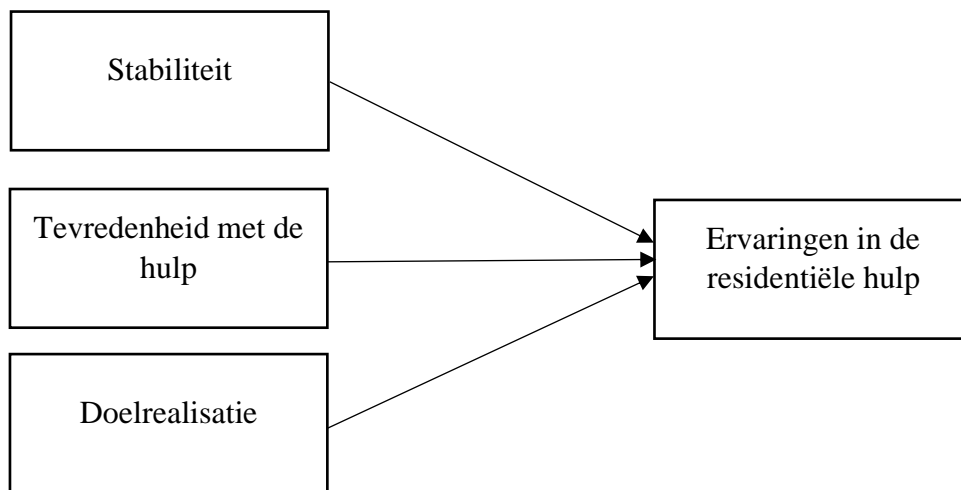 Stabiliteit
Tevredenheid met de
hulp
Doelrealisatie
Ervaringen in de
residentiële hulp